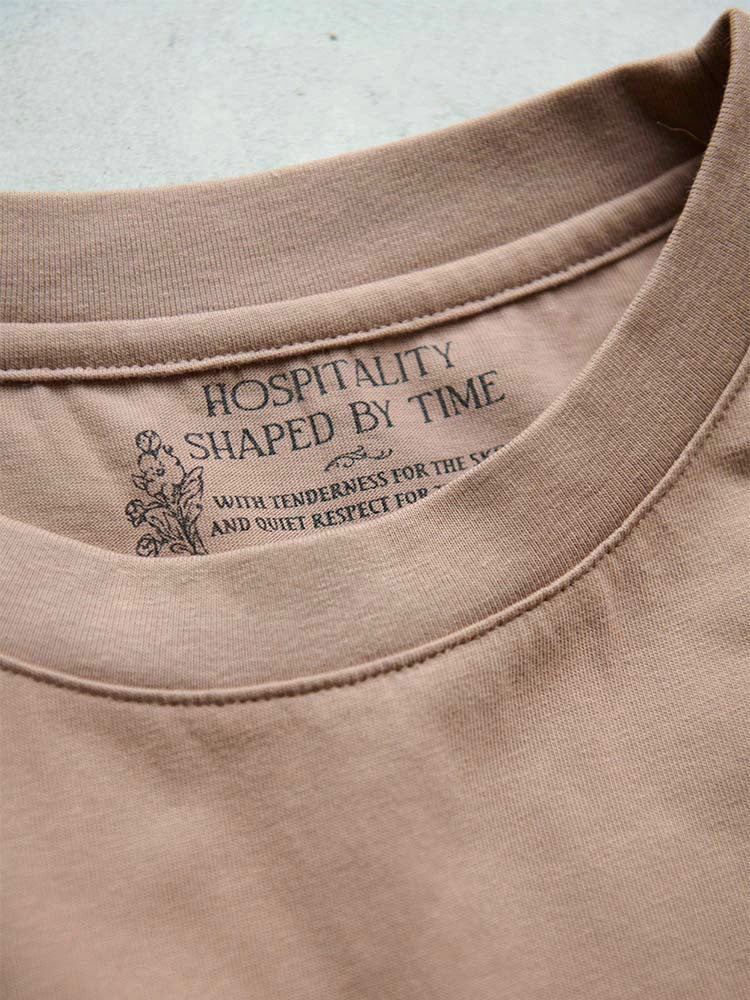 HOSPITALITY
SHAPED BY TIME
WITH TENDERNESS FOR THE
AND QUIET RESPECT FOR